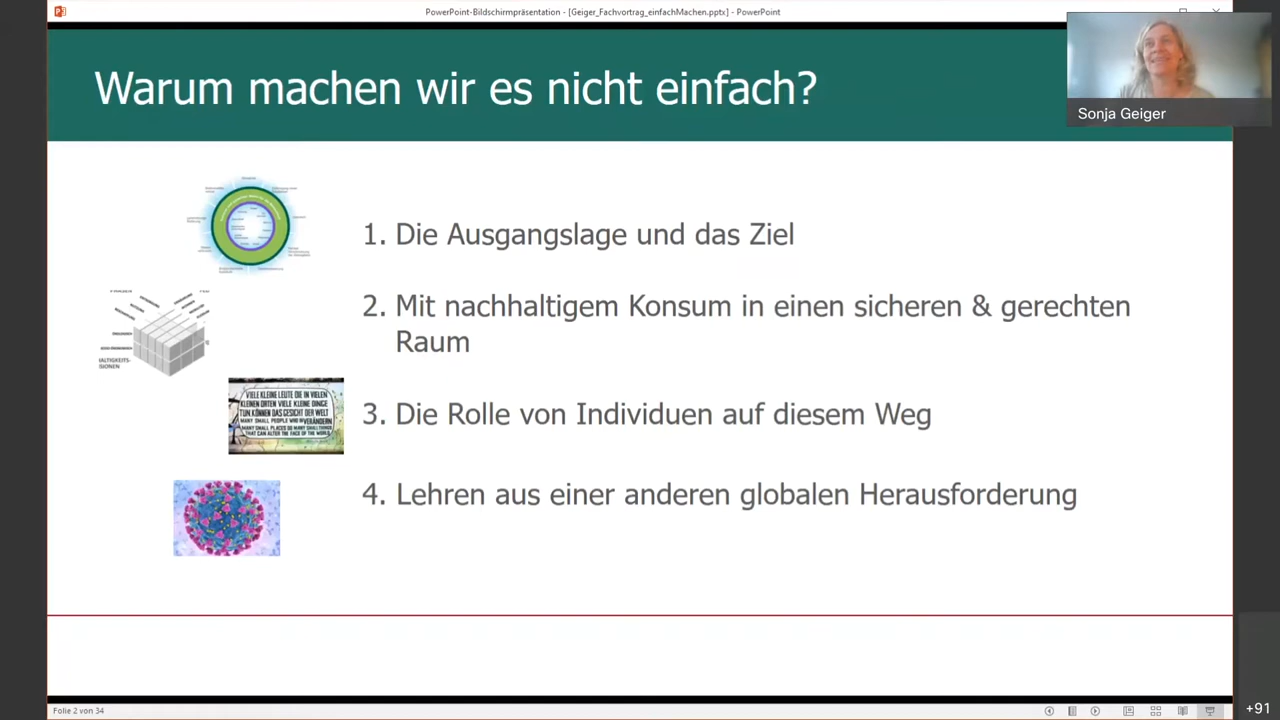 PowerPoint-Bildschirmpräsentation - [Geiger_Fachvortrag_einfachMachen.pptx] - PowerPoint
Warum machen wir es nicht einfach?
Sonja Geiger
1. Die Ausgangslage und das Ziel
2. Mit nachhaltigem Konsum in einen sicheren & gerechten
Raum
ALTIGKEITS-
SIONEN
VIELE KLEINE LEUTE DIE IN VIELEN
KLEINEN ORTEN VIELE KLEINE DINGE
TUN KÖNNEN DAS GESICHT DER WELT
VERÄNDERN
MANY SMALL PEOPLE WHO IN
MANY SMALL PLACES DO MANY SMALL THINGS
THAT CAN ALTER THE FACE OF THE WORLD
3. Die Rolle von Individuen auf diesem Weg
4. Lehren aus einer anderen globalen Herausforderung
Folie 2 von 34
+91